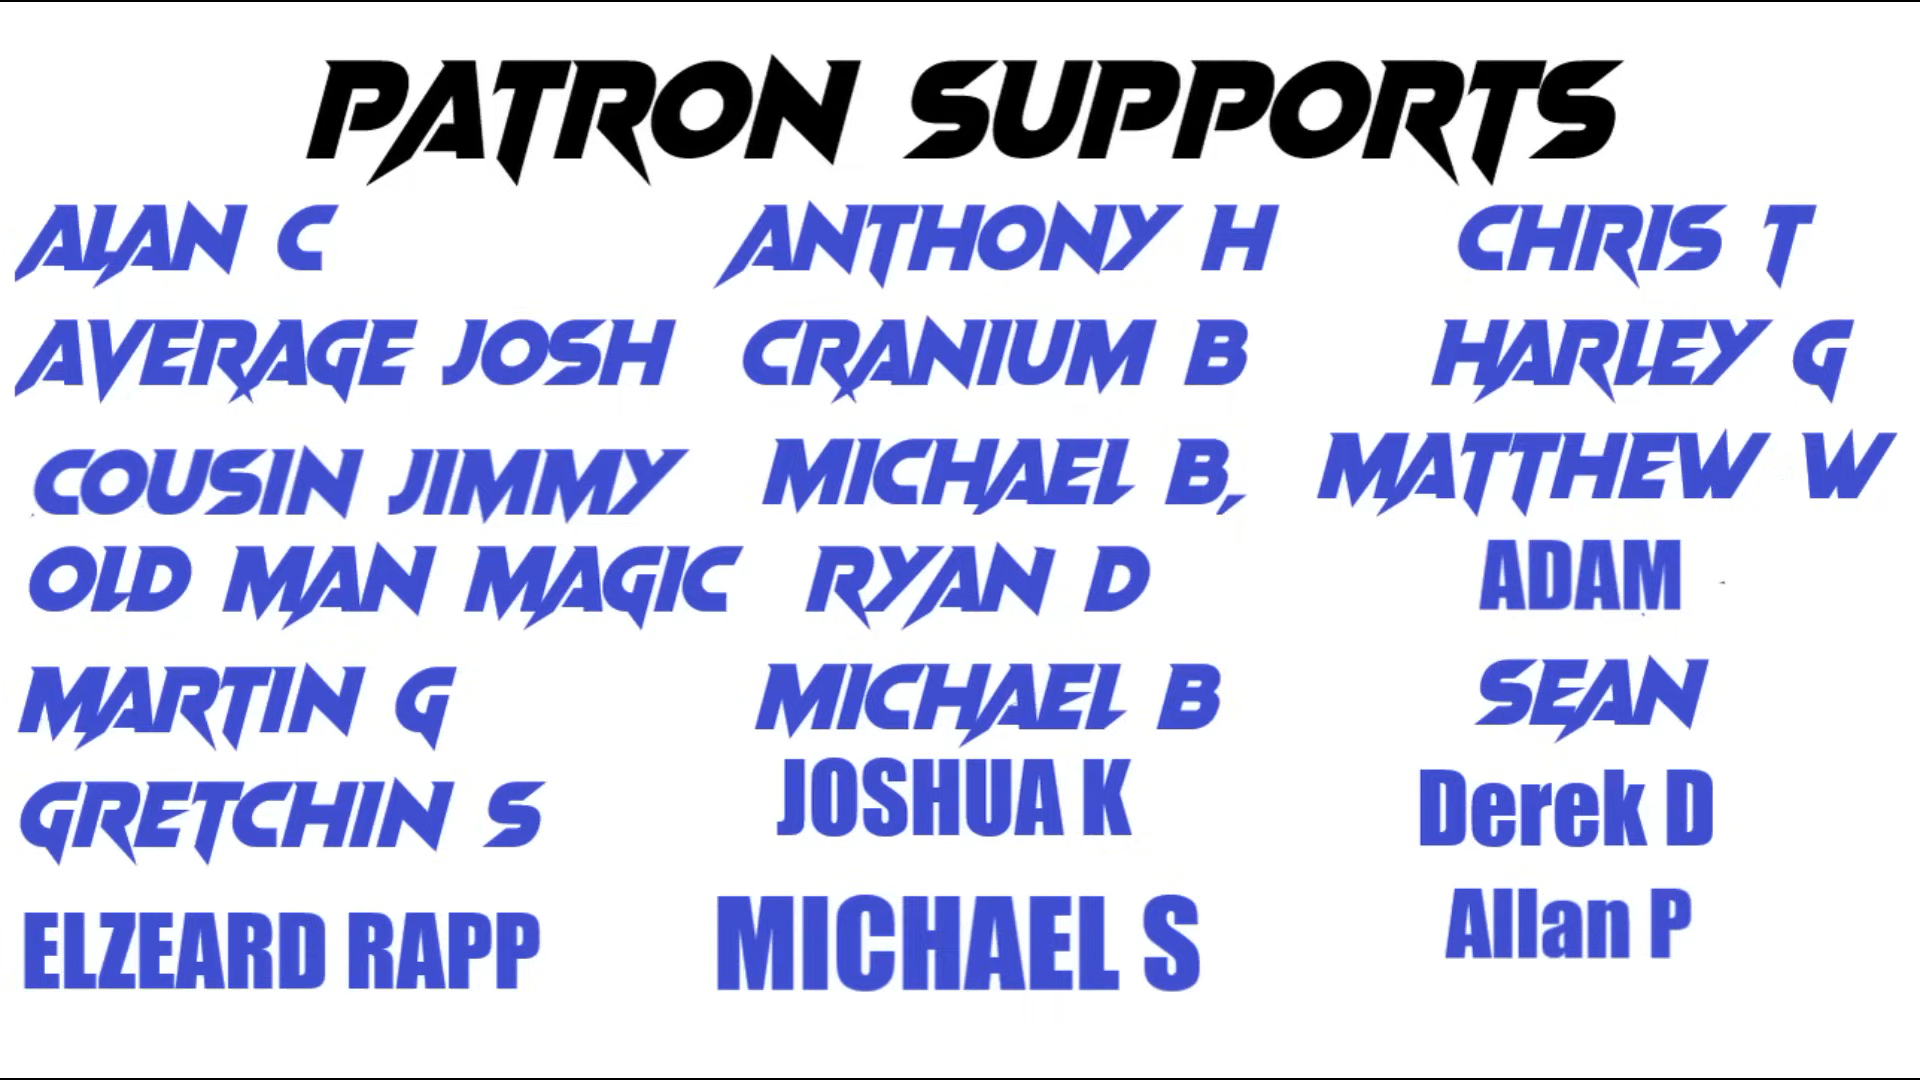 PATRON SUPPORTS
ALAN C ANTHONY H CHRIS T
AVERAGE JOSH CRANIUM B HARLEY G
COUSIN JIMMY MICHAEL B, MATTHEW W
OLD MAN MAGIC RYAN D ADAM
MARTIN G MICHAEL B SEAN
GRETCHIN S JOSHUA K Derek D
ELZEARD RAPP MICHAEL S Allan P